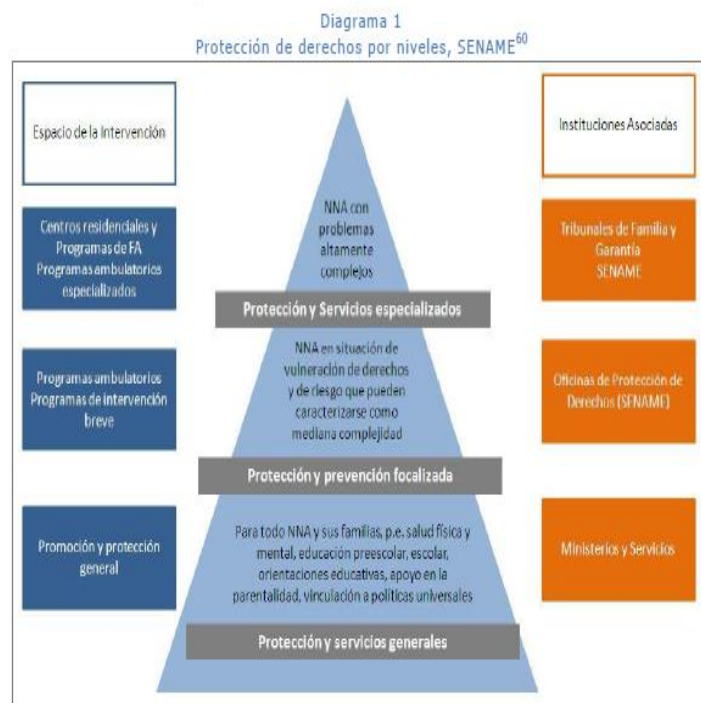 Diagrama 1
Protección de derechos por niveles, SENAME60
Espacio de la Intervención
Instituciones Asociadas
Centros residenciales y
Programas de FA
Programas ambulatorios
especializados
NNA con
problemas
altamente
complejos
Tribunales de Familia y
Garantía
SENAME
Protección y Servicios especializados
Programas ambulatorios
Programas de intervención
breve
NNA en situación de
vulneración de derechos
y de riesgo que pueden
caracterizarse como
mediana complejidad
Oficinas de Protección de
Derechos (SENAME)
Protección y prevención focalizada
Promoción y protección
general
Para todo NNA y sus familias, p.e. salud física y
mental, educación preescolar, escolar,
orientaciones educativas, apoyo en la
parentalidad, vinculación a políticas universales
Ministerios y Servicios
Protección y servicios generales